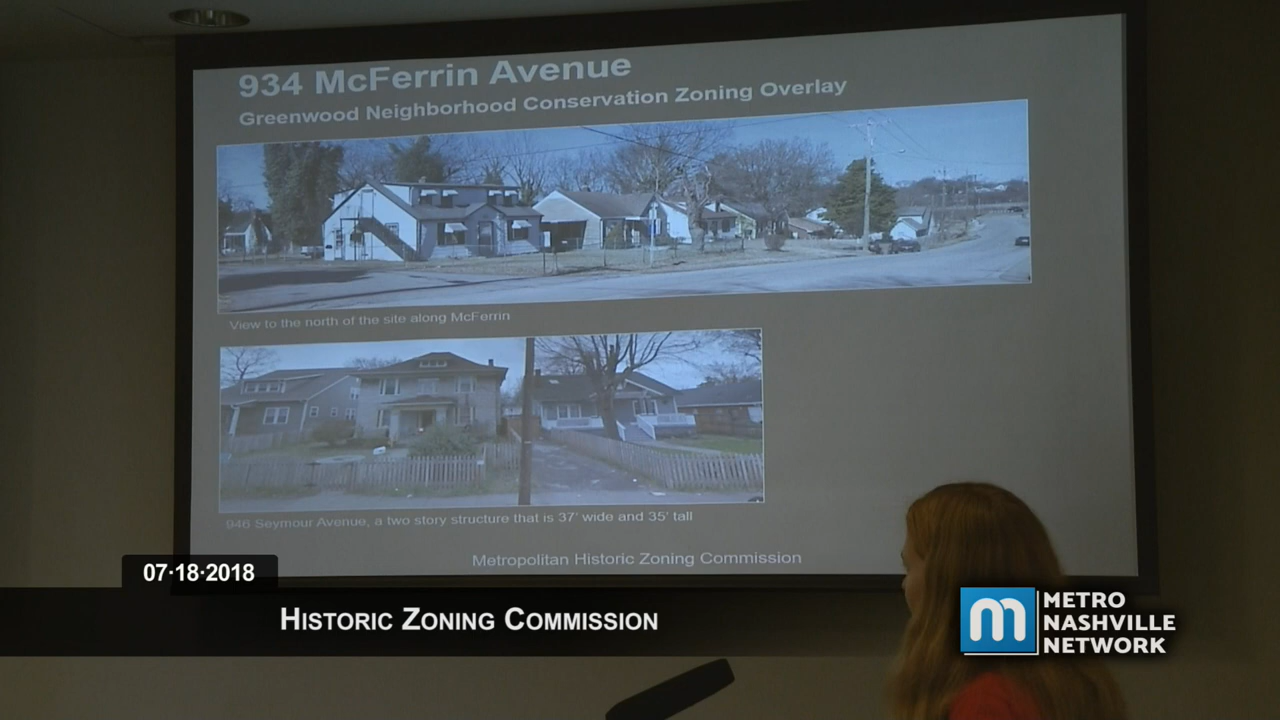 934 McFerrin Avenue
Greenwood Neighborhood Conservation Zoning Overlay
View to the north of the site along McFerrin
946 Seymour Avenue, a two story structure that is 37' wide and 35' tall
Metropolitan Historic Zoning Commission
07·18·2018
HISTORIC ZONING COMMISSION
m
METRO
NASHVILLE
NETWORK